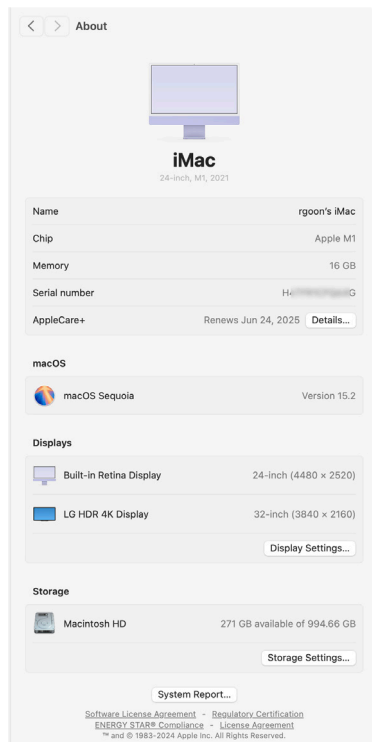 About
iMac
24-inch, M1, 2021
Name rgoon's iMac
Chip Apple M1
Memory 16 GB
Serial number
AppleCare+ Renews Jun 24, 2025 Details...
macOS
macOS Sequoia Version 15.2
Displays
Built-in Retina Display 24-inch (4480 × 2520)
LG HDR 4K Display 32-inch (3840 × 2160)
Display Settings...
Storage
Macintosh HD 271 GB available of 994.66 GB
Storage Settings...
System Report...
Software License Agreement - Regulatory Certification
ENERGY STAR® Compliance - License Agreement
™ and © 1983-2024 Apple Inc. All Rights Reserved.